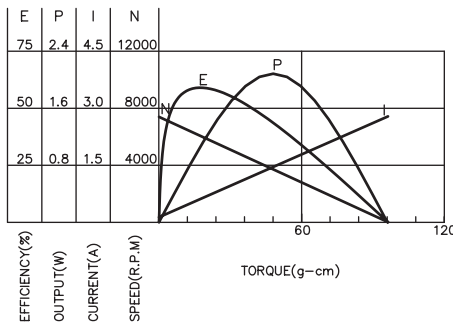 E P I N
75 2.4 4.5 12000
P
E
50 1.6 3.0 8000 N I
25 0.8 1.5 4000
60 120
EFFICIENCY(%)
OUTPUT(W)
CURRENT(A)
SPEED(R.P.M)
TORQUE(g-cm)